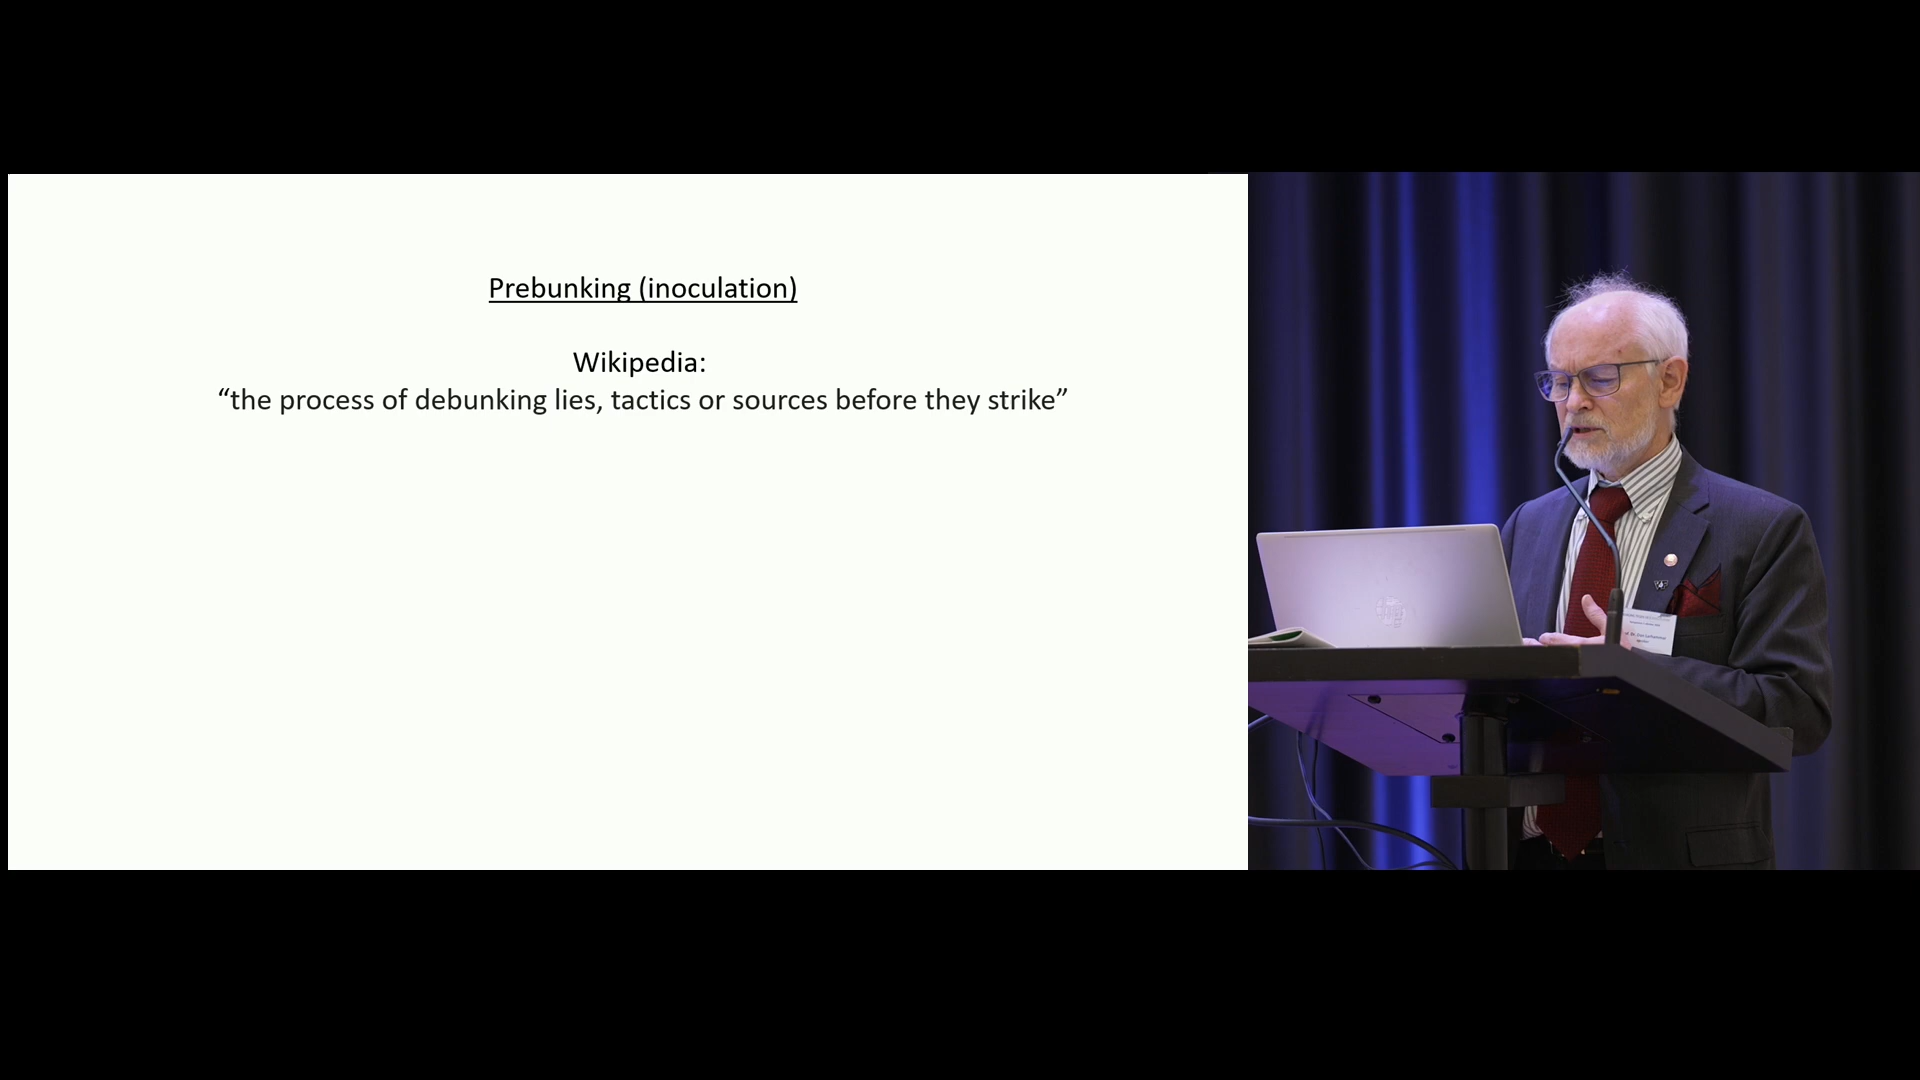 Prebunking (inoculation)
Wikipedia:
“the process of debunking lies, tactics or sources before they strike”